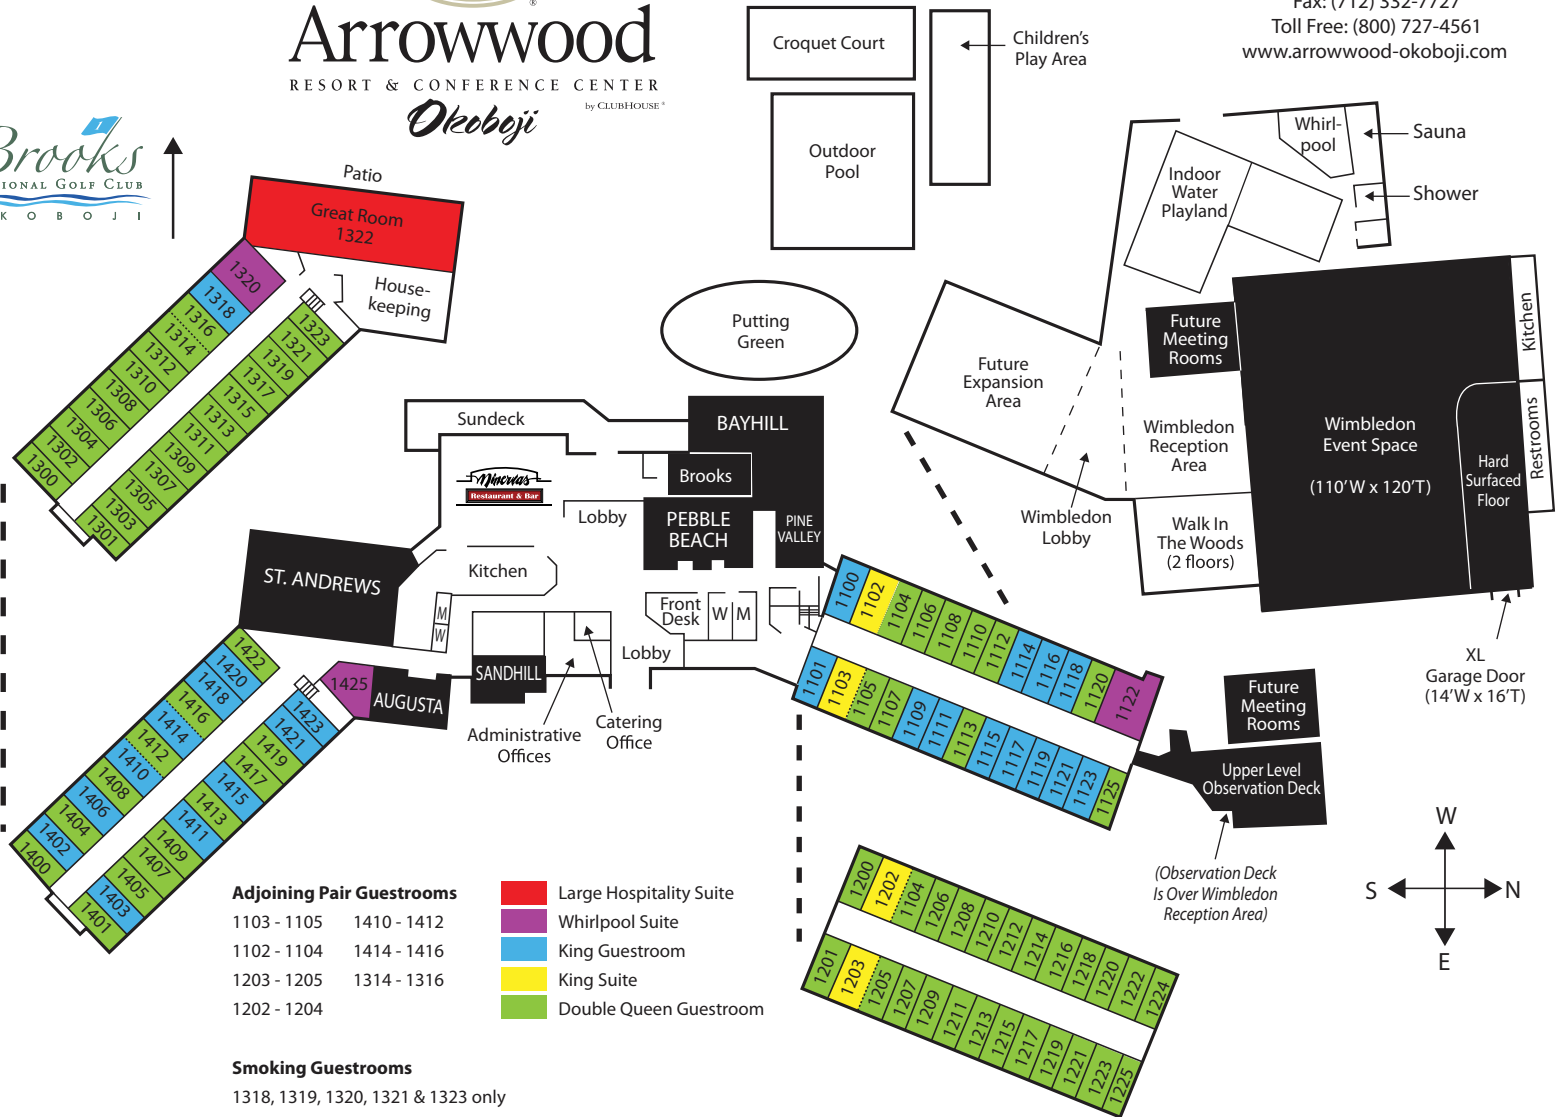 Arrowwood
®
RESORT & CONFERENCE CENTER
by CLUBHOUSE®
Okoboji
Fax: (712) 332-7727
Toll Free: (800) 727-4561
www.arrowwood-okoboji.com
1
Brooks
IONAL GOLF CLUB
K O B O J I
Croquet Court
Children's
Play Area
Outdoor
Pool
Whirl-
pool
Sauna
Shower
Indoor
Water
Playland
Patio
Great Room
1322
House-
keeping
1320
1318
1316
1314
1312
1310
1308
1306
1304
1302
1300
1323
1321
1319
1317
1315
1313
1311
1309
1307
1305
1303
1301
Putting
Green
Future
Expansion
Area
Future
Meeting
Rooms
Wimbledon
Reception
Area
Wimbledon
Event Space
(110'W x 120'T)
Kitchen
Restrooms
Hard
Surfaced
Floor
Wimbledon
Lobby
Walk In
The Woods
(2 floors)
XL
Garage Door
(14'W x 16'T)
Sundeck
Minervas
Restaurant & Bar
BAYHILL
Brooks
Lobby
PEBBLE
BEACH
PINE
VALLEY
Kitchen
ST. ANDREWS
M
W
Front
Desk
W M
Lobby
SANDHILL
AUGUSTA
Administrative
Offices
Catering
Office
1425
1422
1420
1418
1416
1414
1412
1410
1408
1406
1404
1402
1400
1423
1421
1419
1417
1415
1413
1411
1409
1407
1405
1403
1401
1100
1102
1104
1106
1108
1110
1112
1114
1116
1118
1120
1122
1101
1103
1105
1107
1109
1111
1113
1115
1117
1119
1121
1123
1125
Future
Meeting
Rooms
Upper Level
Observation Deck
(Observation Deck
Is Over Wimbledon
Reception Area)
W
S N
E
1200
1202
1104
1206
1208
1210
1212
1214
1216
1218
1220
1222
1224
1201
1203
1205
1207
1209
1211
1213
1215
1217
1219
1221
1223
1225
Adjoining Pair Guestrooms
1103 - 1105 1410 - 1412
1102 - 1104 1414 - 1416
1203 - 1205 1314 - 1316
1202 - 1204
Large Hospitality Suite
Whirlpool Suite
King Guestroom
King Suite
Double Queen Guestroom
Smoking Guestrooms
1318, 1319, 1320, 1321 & 1323 only